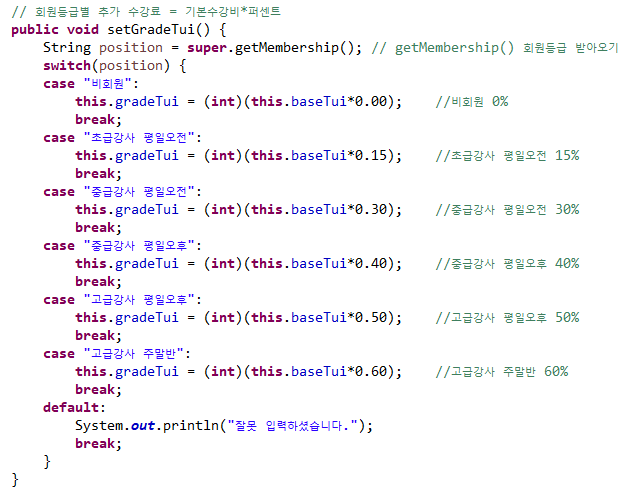 // 회원등급별 추가 수강료 = 기본수강비*퍼센트
public void setGradeTui() {
    String position = super.getMembership(); // getMembership() 회원등급 받아오기
    switch(position) {
    case "비회원":
        this.gradeTui = (int)(this.baseTui*0.00);    //비회원 0%
        break;
    case "초급강사 평일오전":
        this.gradeTui = (int)(this.baseTui*0.15);    //초급강사 평일오전 15%
        break;
    case "중급강사 평일오전":
        this.gradeTui = (int)(this.baseTui*0.30);    //중급강사 평일오전 30%
        break;
    case "중급강사 평일오후":
        this.gradeTui = (int)(this.baseTui*0.40);    //중급강사 평일오후 40%
        break;
    case "고급강사 평일오후":
        this.gradeTui = (int)(this.baseTui*0.50);    //고급강사 평일오후 50%
        break;
    case "고급강사 주말반":
        this.gradeTui = (int)(this.baseTui*0.60);    //고급강사 주말반 60%
        break;
    default:
        System.out.println("잘못 입력하셨습니다.");
        break;
    }
}